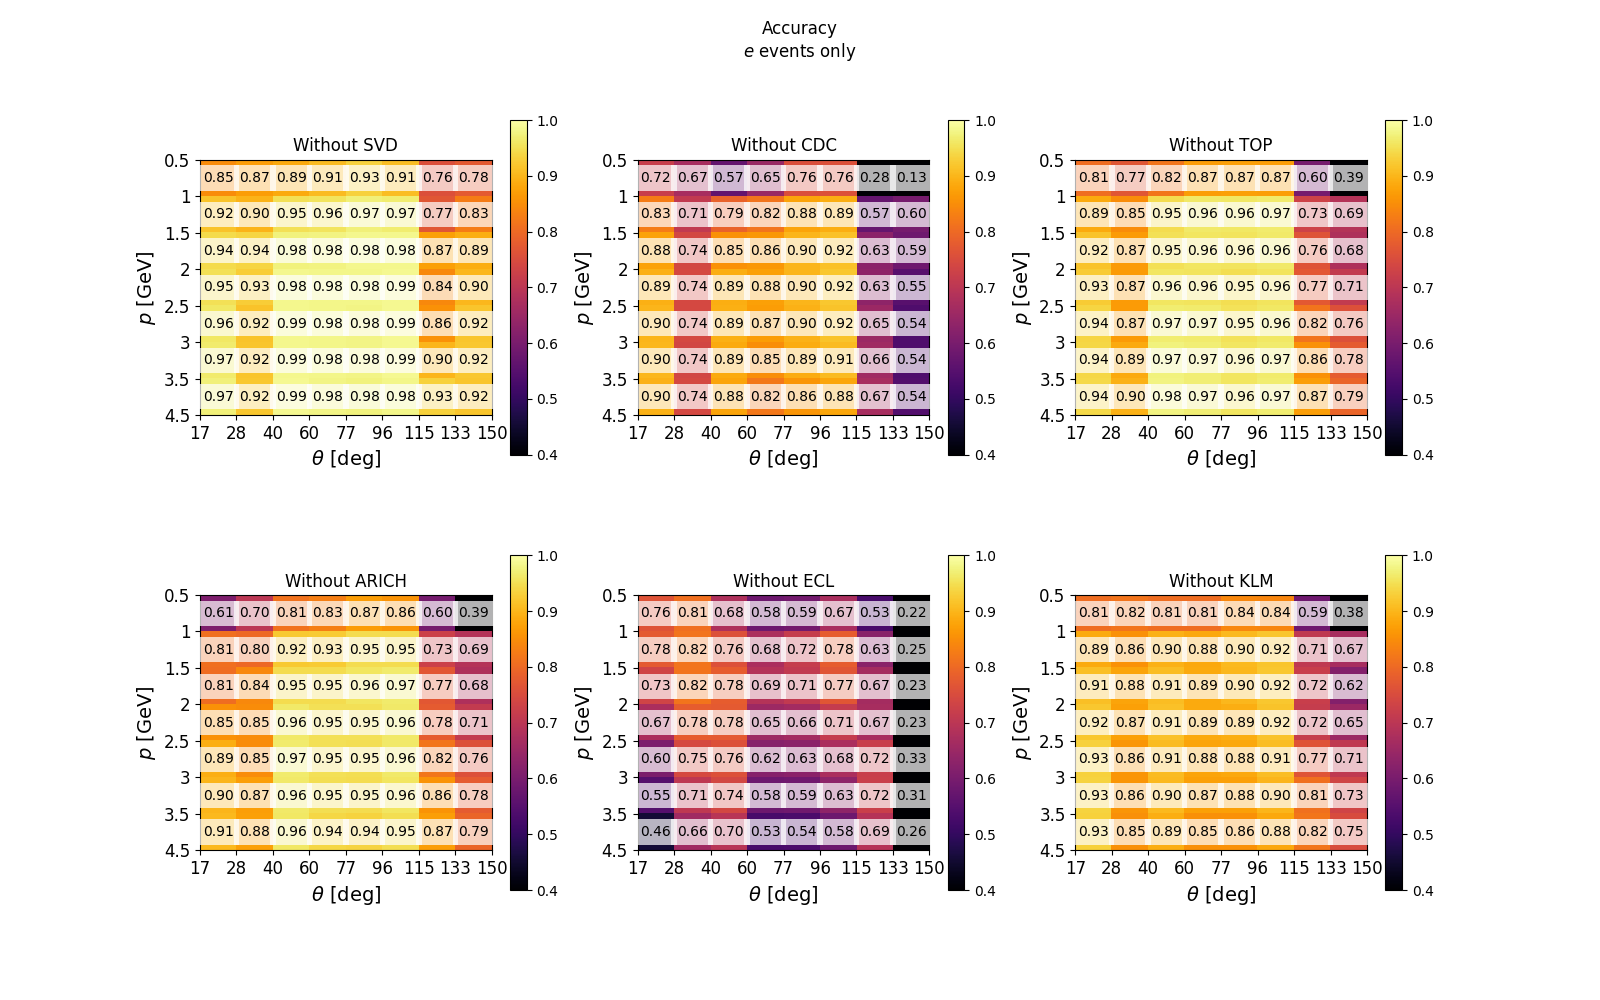 Accuracy
e events only
Without SVD
Without CDC
Without TOP
0.5 0.85 0.87 0.89 0.91 0.93 0.91 0.76 0.78
1 0.92 0.90 0.95 0.96 0.97 0.97 0.77 0.83
1.5 0.94 0.94 0.98 0.98 0.98 0.98 0.87 0.89
2 0.95 0.93 0.98 0.98 0.98 0.99 0.84 0.90
2.5 0.96 0.92 0.99 0.98 0.98 0.99 0.86 0.92
3 0.97 0.92 0.99 0.98 0.98 0.99 0.90 0.92
3.5 0.97 0.92 0.99 0.98 0.98 0.98 0.93 0.92
4.5
17 28 40 60 77 96 115 133 150
θ [deg]
p [GeV]
1.0
0.9
0.8
0.7
0.6
0.5
0.4
0.5 0.72 0.67 0.57 0.65 0.76 0.76 0.28 0.13
1 0.83 0.71 0.79 0.82 0.88 0.89 0.57 0.60
1.5 0.88 0.74 0.85 0.86 0.90 0.92 0.63 0.59
2 0.89 0.74 0.89 0.88 0.90 0.92 0.63 0.55
2.5 0.90 0.74 0.89 0.87 0.90 0.92 0.65 0.54
3 0.90 0.74 0.89 0.85 0.89 0.91 0.66 0.54
3.5 0.90 0.74 0.88 0.82 0.86 0.88 0.67 0.54
4.5
17 28 40 60 77 96 115 133 150
θ [deg]
p [GeV]
1.0
0.9
0.8
0.7
0.6
0.5
0.4
0.5 0.81 0.77 0.82 0.87 0.87 0.87 0.60 0.39
1 0.89 0.85 0.95 0.96 0.96 0.97 0.73 0.69
1.5 0.92 0.87 0.95 0.96 0.96 0.96 0.76 0.68
2 0.93 0.87 0.96 0.96 0.95 0.96 0.77 0.71
2.5 0.94 0.87 0.97 0.97 0.95 0.96 0.82 0.76
3 0.94 0.89 0.97 0.97 0.96 0.97 0.86 0.78
3.5 0.94 0.90 0.98 0.97 0.96 0.97 0.87 0.79
4.5
17 28 40 60 77 96 115 133 150
θ [deg]
p [GeV]
1.0
0.9
0.8
0.7
0.6
0.5
0.4
Without ARICH
Without ECL
Without KLM
0.5 0.61 0.70 0.81 0.83 0.87 0.86 0.60 0.39
1 0.81 0.80 0.92 0.93 0.95 0.95 0.73 0.69
1.5 0.81 0.84 0.95 0.95 0.96 0.97 0.77 0.68
2 0.85 0.85 0.96 0.95 0.95 0.96 0.78 0.71
2.5 0.89 0.85 0.97 0.95 0.95 0.96 0.82 0.76
3 0.90 0.87 0.96 0.95 0.95 0.96 0.86 0.78
3.5 0.91 0.88 0.96 0.94 0.94 0.95 0.87 0.79
4.5
17 28 40 60 77 96 115 133 150
θ [deg]
p [GeV]
1.0
0.9
0.8
0.7
0.6
0.5
0.4
0.5 0.76 0.81 0.68 0.58 0.59 0.67 0.53 0.22
1 0.78 0.82 0.76 0.68 0.72 0.78 0.63 0.25
1.5 0.73 0.82 0.78 0.69 0.71 0.77 0.67 0.23
2 0.67 0.78 0.78 0.65 0.66 0.71 0.67 0.23
2.5 0.60 0.75 0.76 0.62 0.63 0.68 0.72 0.33
3 0.55 0.71 0.74 0.58 0.59 0.63 0.72 0.31
3.5 0.46 0.66 0.70 0.53 0.54 0.58 0.69 0.26
4.5
17 28 40 60 77 96 115 133 150
θ [deg]
p [GeV]
1.0
0.9
0.8
0.7
0.6
0.5
0.4
0.5 0.81 0.82 0.81 0.81 0.84 0.84 0.59 0.38
1 0.89 0.86 0.90 0.88 0.90 0.92 0.71 0.67
1.5 0.91 0.88 0.91 0.89 0.90 0.92 0.72 0.62
2 0.92 0.87 0.91 0.89 0.89 0.92 0.72 0.65
2.5 0.93 0.86 0.91 0.88 0.88 0.91 0.77 0.71
3 0.93 0.86 0.90 0.87 0.88 0.90 0.81 0.73
3.5 0.93 0.85 0.89 0.85 0.86 0.88 0.82 0.75
4.5
17 28 40 60 77 96 115 133 150
θ [deg]
p [GeV]
1.0
0.9
0.8
0.7
0.6
0.5
0.4